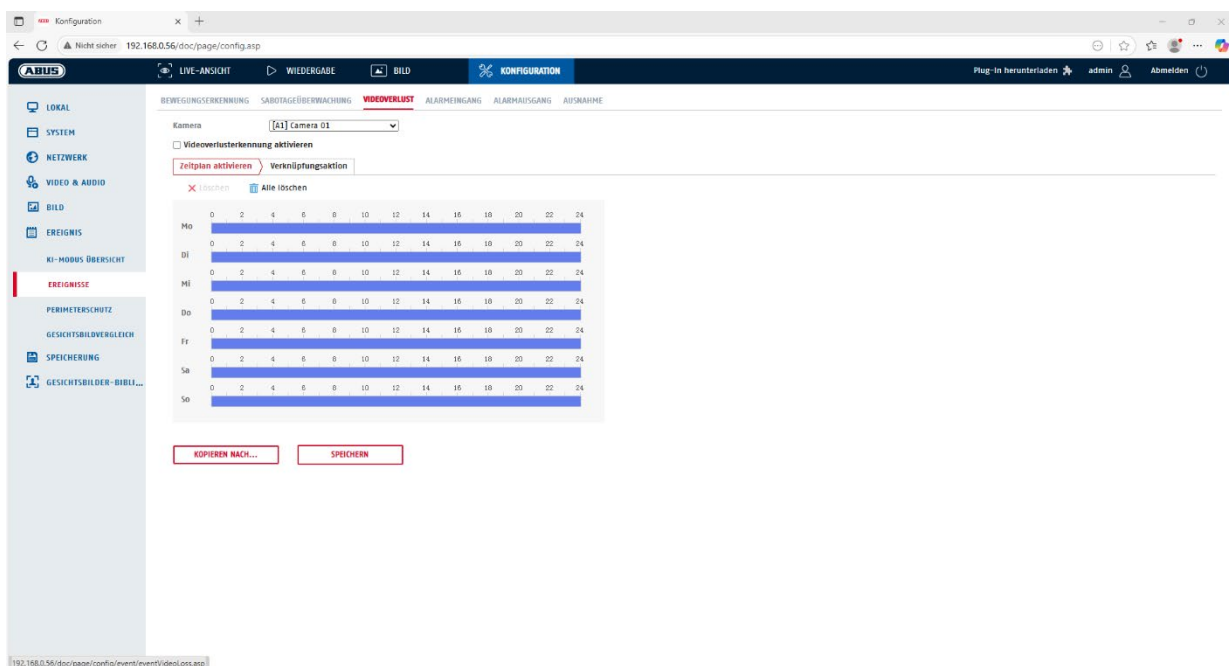 ABUS Konfiguration
Nicht sicher 192.168.0.56/doc/page/config.asp
ABUS LIVE-ANSICHT WIEDERGABE BILD KONFIGURATION Plug-In herunterladen admin Abmelden
LOKAL
SYSTEM
NETZWERK
VIDEO & AUDIO
BILD
EREIGNIS
KI-MODUS ÜBERSICHT
EREIGNISSE
PERIMETERSCHUTZ
GESICHTSBILDVERGLEICH
SPEICHERUNG
GESICHTSBILDER-BIBLI...
BEWEGUNGSERKENNUNG SABOTAGEÜBERWACHUNG VIDEOVERLUST ALARMEINGANG ALARMAUSGANG AUSNAHME
Kamera [A1] Camera 01
Videoverlusterkennung aktivieren
Zeitplan aktivieren Verknüpfungsaktion
Löschen Alle löschen
0 2 4 6 8 10 12 14 16 18 20 22 24
Mo
0 2 4 6 8 10 12 14 16 18 20 22 24
Di
0 2 4 6 8 10 12 14 16 18 20 22 24
Mi
0 2 4 6 8 10 12 14 16 18 20 22 24
Do
0 2 4 6 8 10 12 14 16 18 20 22 24
Fr
0 2 4 6 8 10 12 14 16 18 20 22 24
Sa
0 2 4 6 8 10 12 14 16 18 20 22 24
So
KOPIEREN NACH... SPEICHERN
192.168.0.56/doc/page/config/event/eventVideoLoss.asp